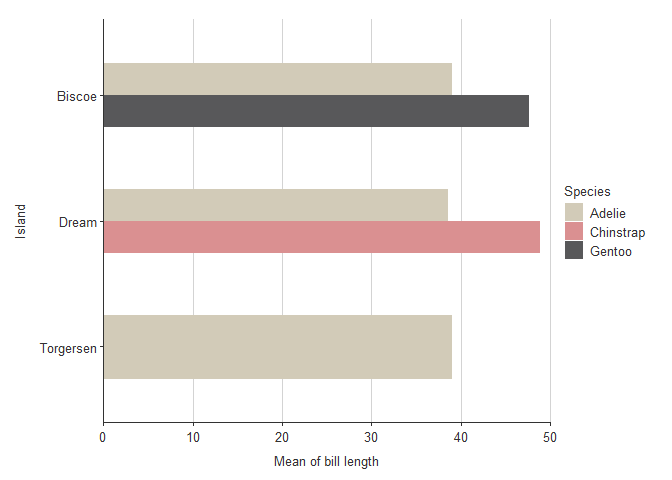 Island
Biscoe
Dream
Torgersen
0 10 20 30 40 50
Mean of bill length
Species
Adelie
Chinstrap
Gentoo